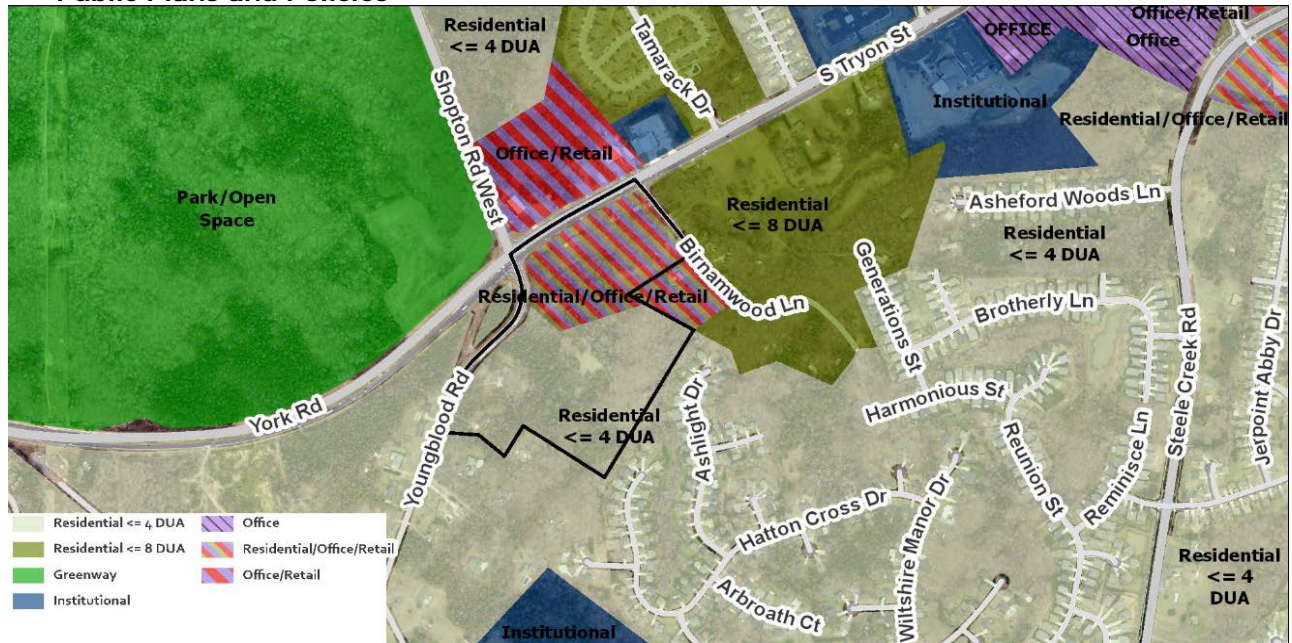 Public Plans and Policies
Residential
<= 4 DUA
Tamarack Dr
S Tryon St
OFFICE
Office/Retail
Office
Shopton Rd West
Institutional
Residential/Office/Retail
Office/Retail
Park/Open
Space
Residential
<= 8 DUA
Asheford Woods Ln
Residential
<= 4 DUA
Birnamwood Ln
Generations St
Brotherly Ln
Residential/Office/Retail
Steele Creek Rd
Jerpoint Abby Dr
York Rd
Youngblood Rd
Residential
<= 4 DUA
Ashlight Dr
Harmonious St
Reunion St
Reminisce Ln
Hatton Cross Dr
Wiltshire Manor Dr
Arbroath Ct
Residential
<= 4
DUA
Institutional
Residential <= 4 DUA
Residential <= 8 DUA
Greenway
Institutional
Office
Residential/Office/Retail
Office/Retail